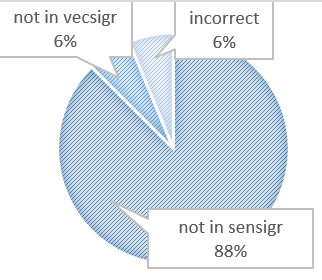 not in vecsigr
6%
incorrect
6%
not in sensigr
88%